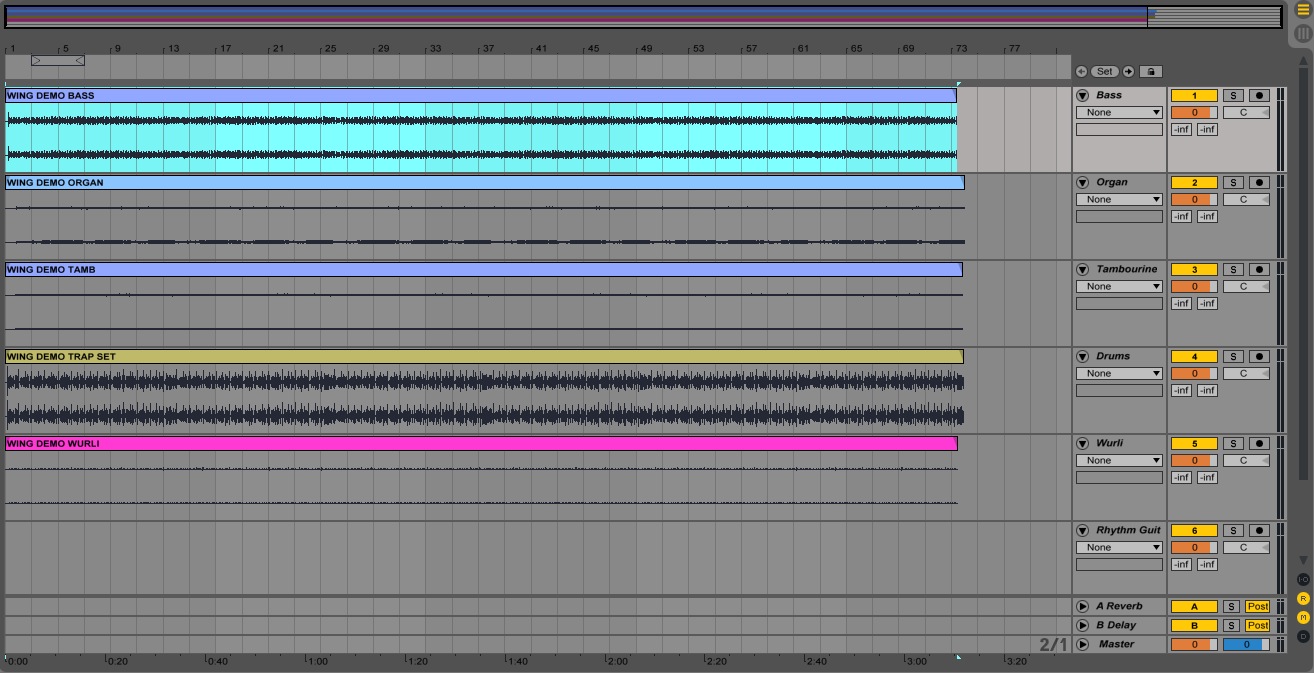 1 5 9 13 17 21 25 29 33 37 41 45 49 53 57 61 65 69 73 77
Set
WING DEMO BASS Bass 1 S
None 0 C
-inf -inf
WING DEMO ORGAN Organ 2 S
None 0 C
-inf -inf
WING DEMO TAMB Tambourine 3 S
None 0 C
-inf -inf
WING DEMO TRAP SET Drums 4 S
None 0 C
-inf -inf
WING DEMO WURLI Wurli 5 S
None 0 C
-inf -inf
Rhythm Guit 6 S
None 0 C
-inf -inf
A Reverb A S Post R
B Delay B S Post M
2/1 Master 0 0 D
0:00 0:20 0:40 1:00 1:20 1:40 2:00 2:20 2:40 3:00 3:20